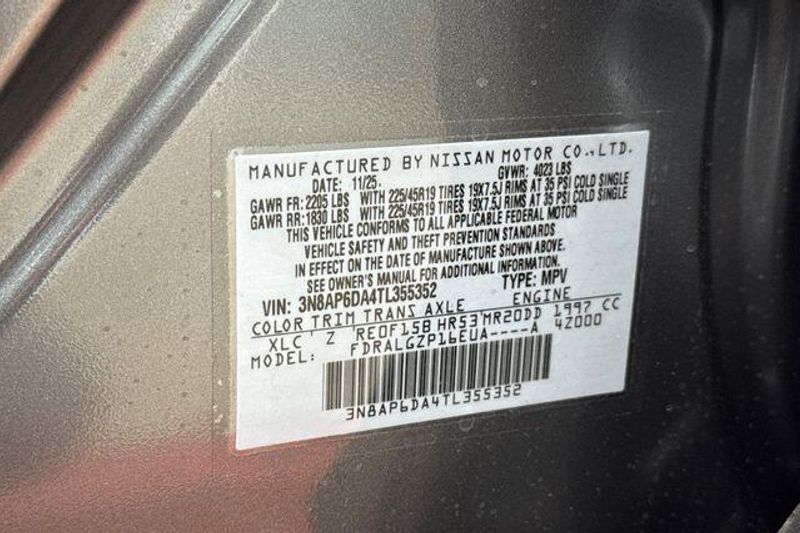 MANUFACTURED BY NISSAN MOTOR CO.,LTD.
DATE: 11/25. GVWR: 4023 LBS
GAWR FR: 2205 LBS WITH 225/45R19 TIRES 19X7.5J RIMS AT 35 PSI COLD SINGLE
GAWR RR: 1830 LBS WITH 225/45R19 TIRES 19X7.5J RIMS AT 35 PSI COLD SINGLE
THIS VEHICLE CONFORMS TO ALL APPLICABLE FEDERAL MOTOR
VEHICLE SAFETY AND THEFT PREVENTION STANDARDS
IN EFFECT ON THE DATE OF MANUFACTURE SHOWN ABOVE.
SEE OWNER'S MANUAL FOR ADDITIONAL INFORMATION.
VIN: 3N8AP6DA4TL355352 TYPE: MPV
COLOR TRIM TRANS AXLE ENGINE
XLC' Z 'RE0F15B HR53'MR20DD 1997 CC
MODEL: FDRALGZP16EUA----A 4Z000
3N8AP6DA4TL355352